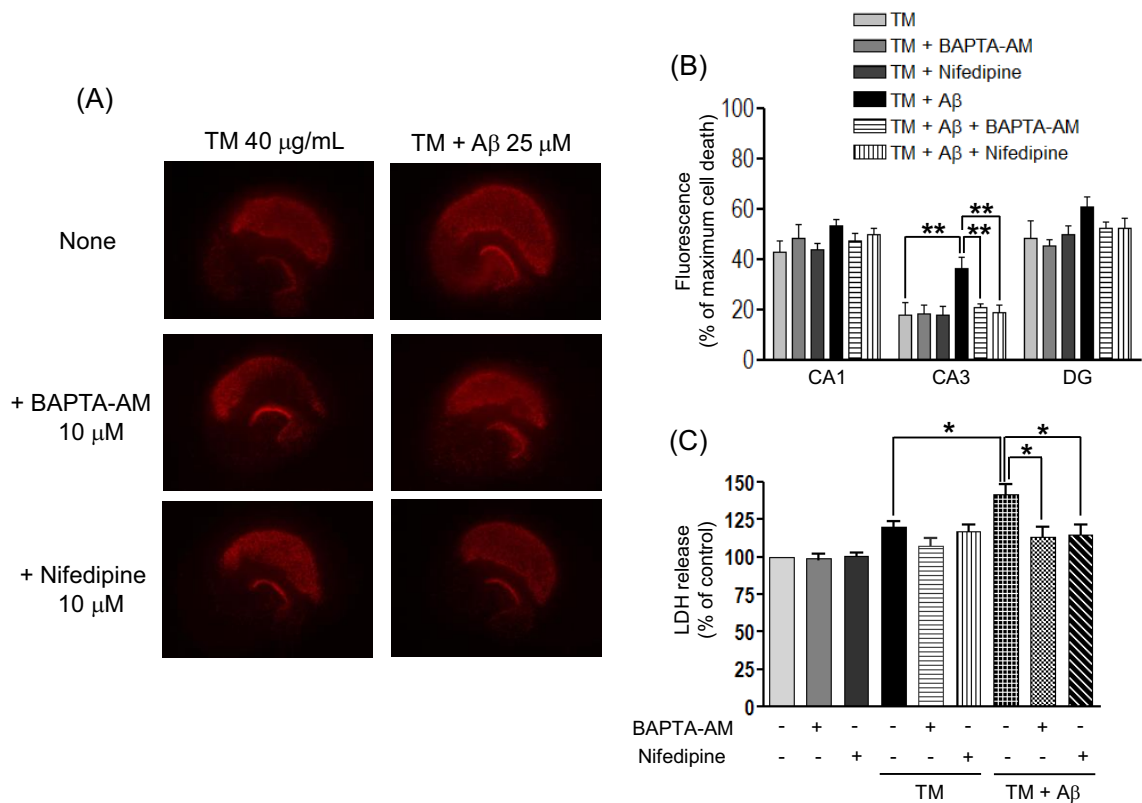 (A)
TM 40 μg/mL
TM + Aβ 25 μM
None
+ BAPTA-AM
10 μM
+ Nifedipine
10 μM
(B)
TM
TM + BAPTA-AM
TM + Nifedipine
TM + Aβ
TM + Aβ + BAPTA-AM
TM + Aβ + Nifedipine
Fluorescence
(% of maximum cell death)
100
80
60
40
20
0
**
**
**
CA1 CA3 DG
(C)
LDH release
(% of control)
150
125
100
75
50
25
0
*
*
*
BAPTA-AM - + - - + - - + -
Nifedipine - - + - - + - - +
TM TM + Aβ